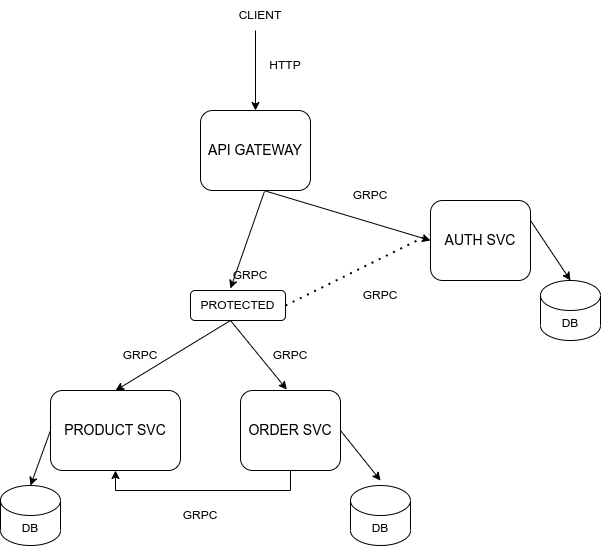 CLIENT
HTTP
API GATEWAY
GRPC
AUTH SVC
GRPC
GRPC
PROTECTED
DB
GRPC
GRPC
PRODUCT SVC
ORDER SVC
GRPC
DB
DB